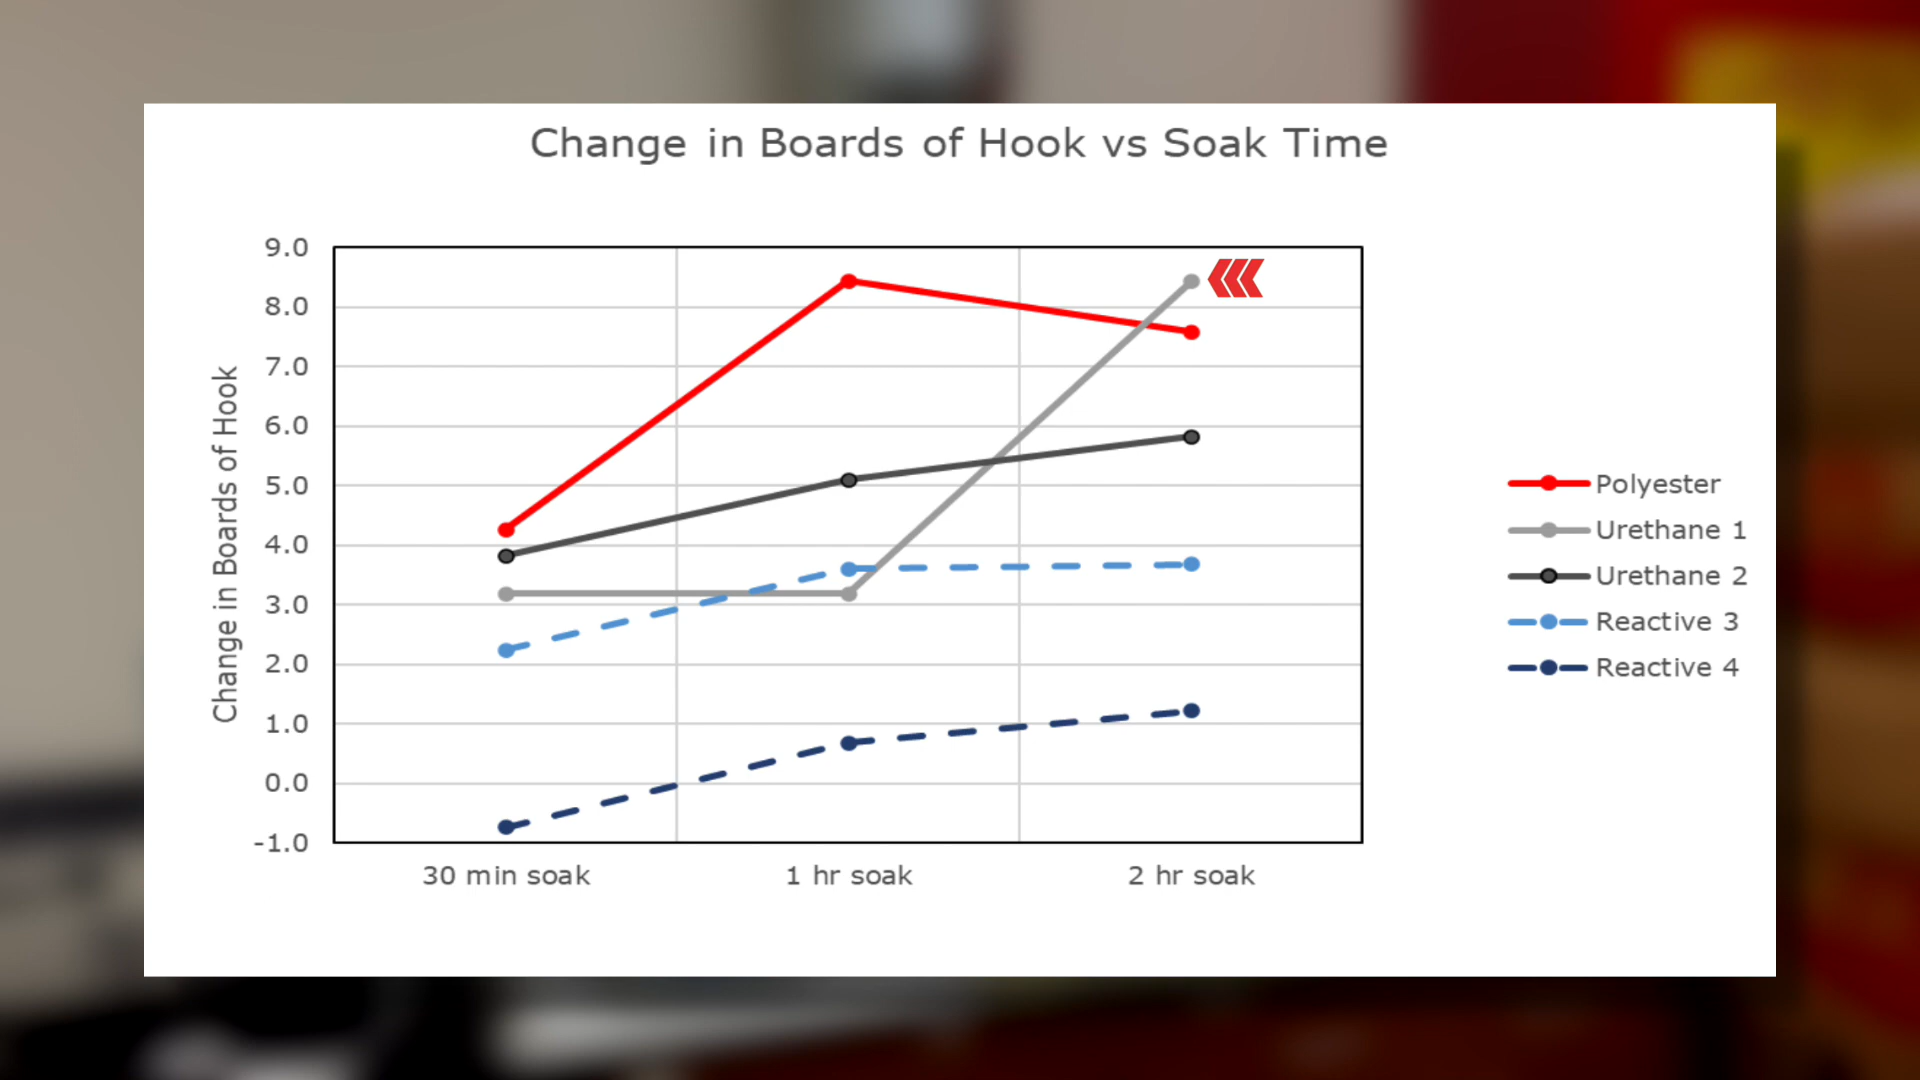 Change in Boards of Hook vs Soak Time
Change in Boards of Hook
9.0
8.0
7.0
6.0
5.0
4.0
3.0
2.0
1.0
0.0
-1.0
30 min soak
1 hr soak
2 hr soak
Polyester
Urethane 1
Urethane 2
Reactive 3
Reactive 4